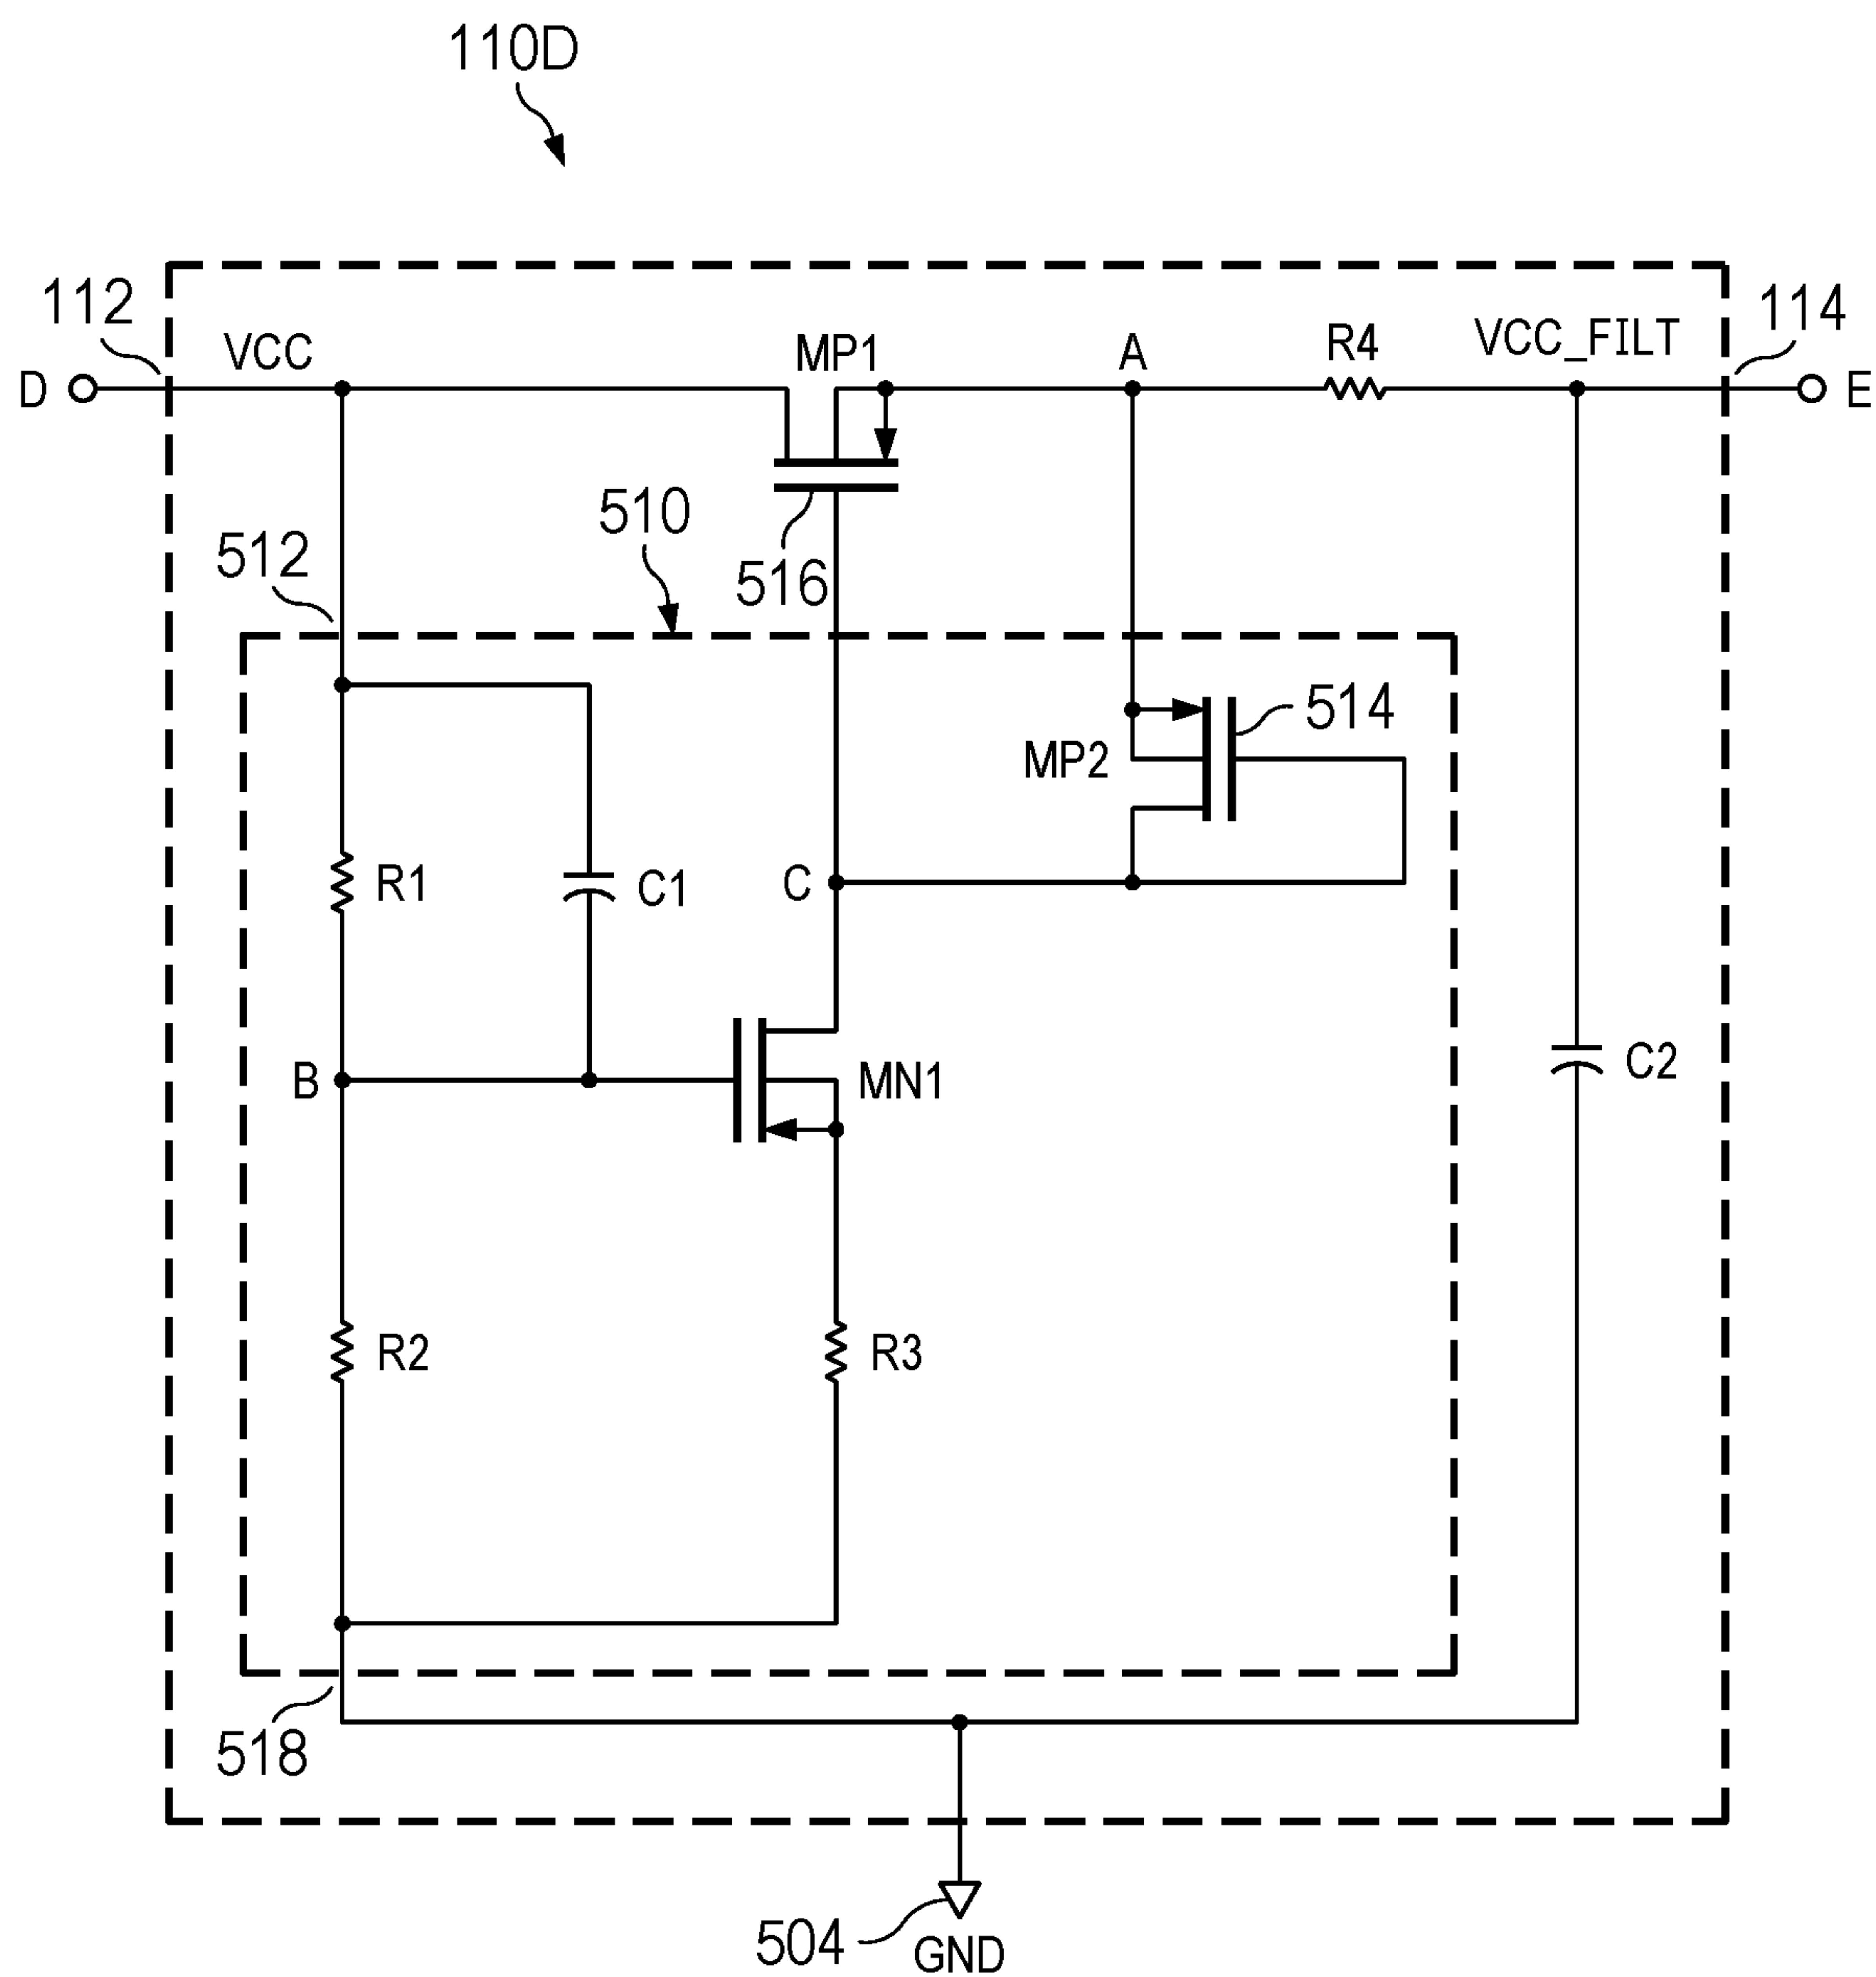 110D
112
VCC
MP1
A
R4
VCC_FILT
114
D
E
510
512
516
514
MP2
R1
C1
C
B
MN1
C2
R2
R3
518
504
GND